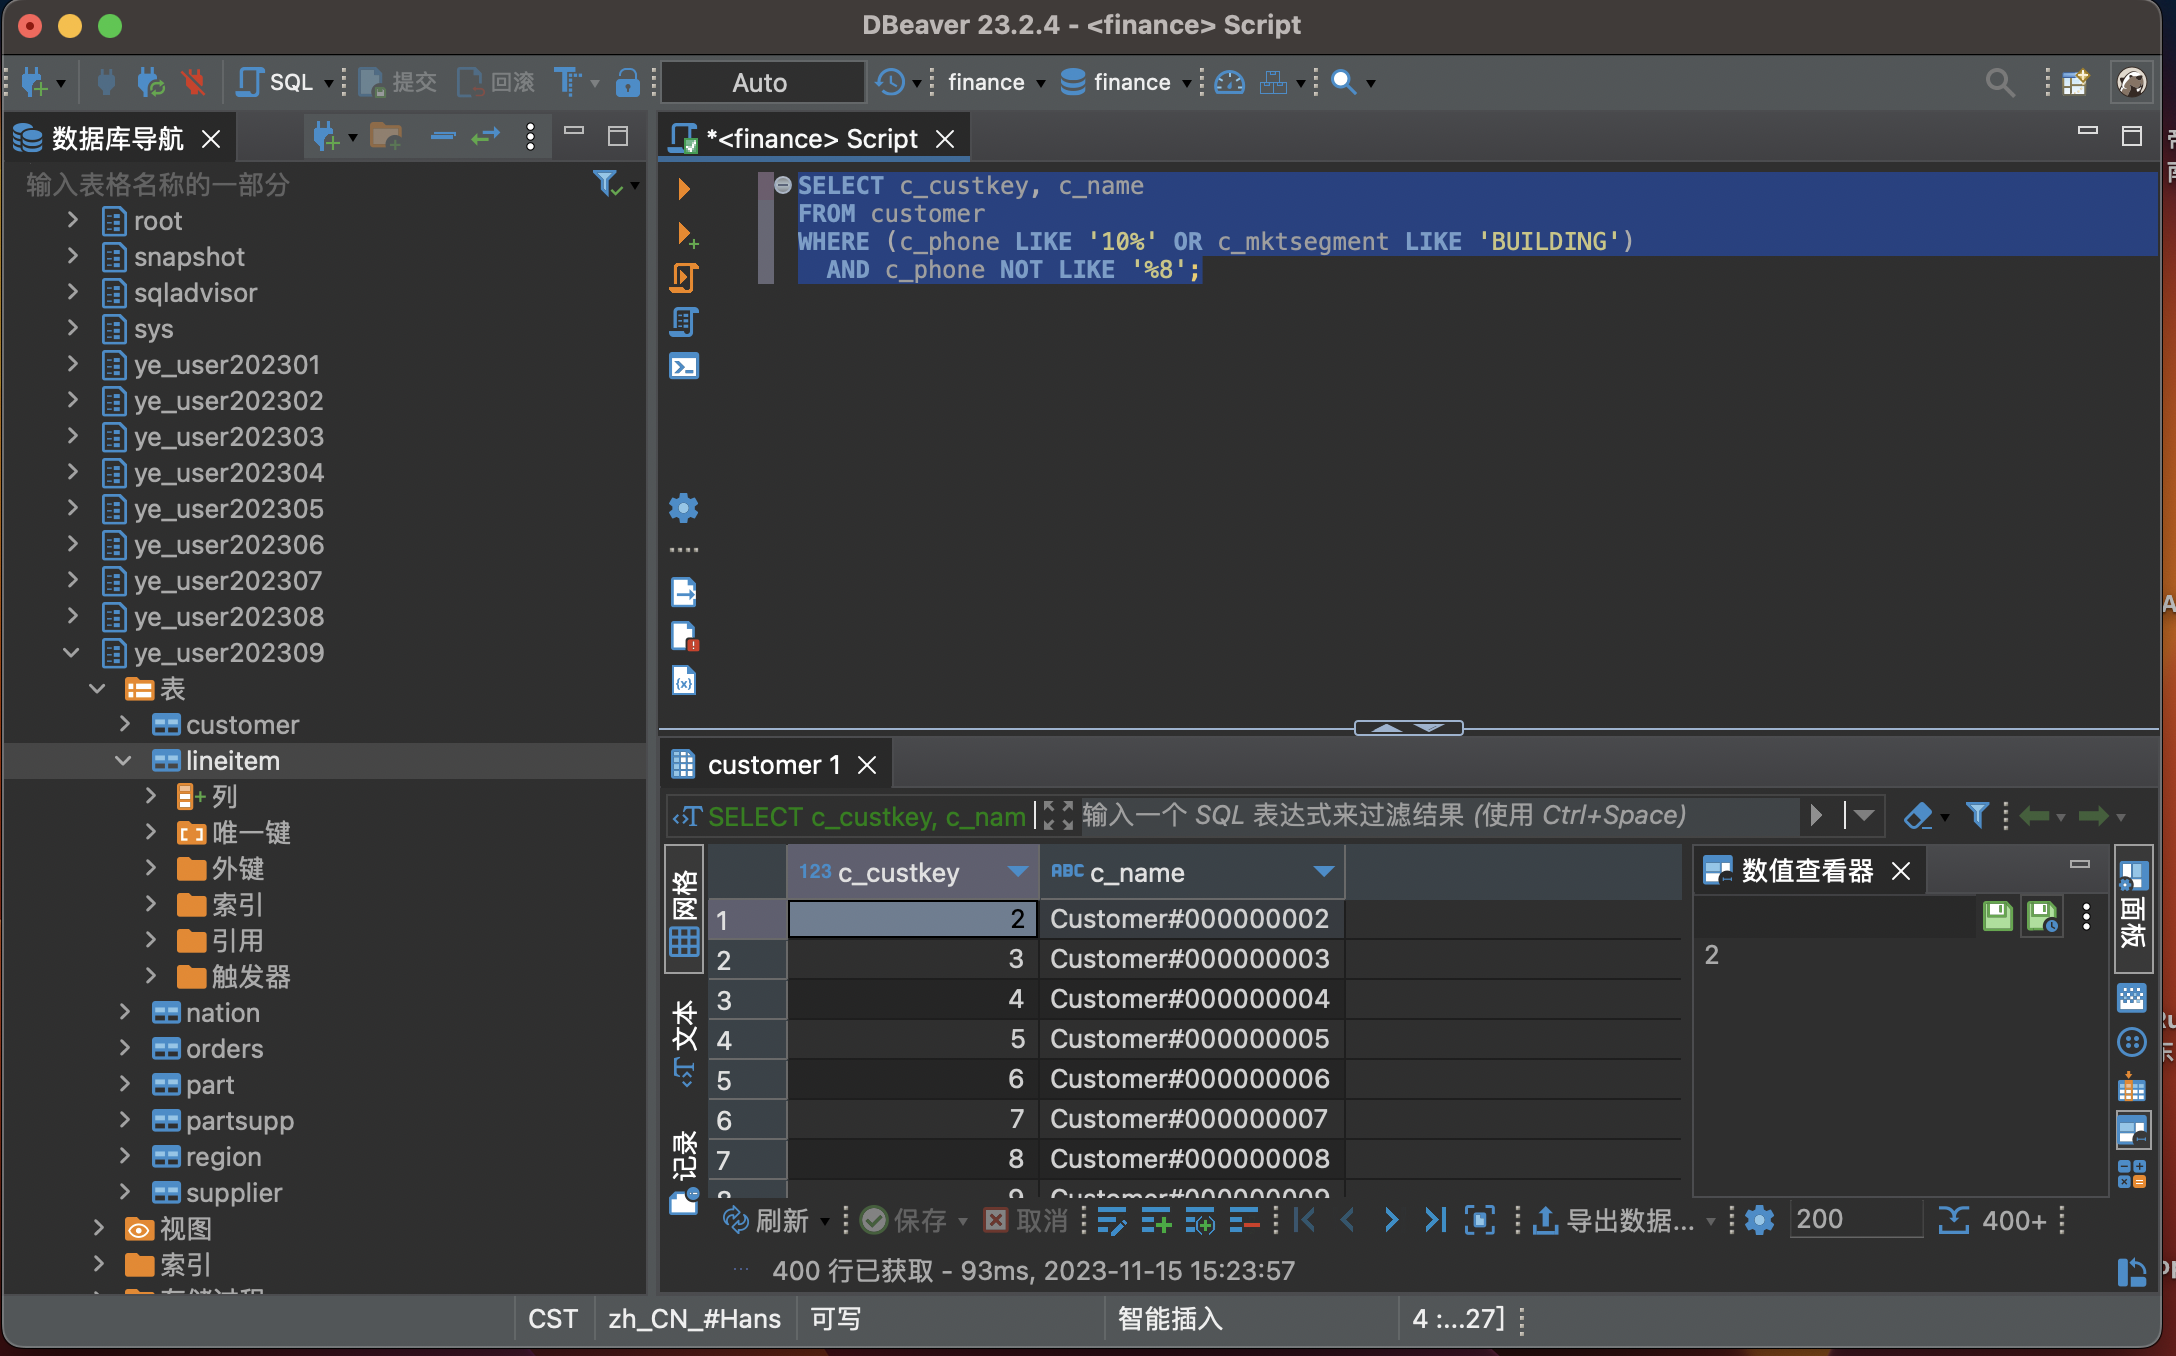 DBeaver 23.2.4 - <finance> Script
SQL 提交 回滚 Auto finance finance
数据库导航
*<finance> Script
输入表格名称的一部分
root
snapshot
sqladvisor
sys
ye_user202301
ye_user202302
ye_user202303
ye_user202304
ye_user202305
ye_user202306
ye_user202307
ye_user202308
ye_user202309
表
customer
lineitem
列
唯一键
外键
索引
引用
触发器
nation
orders
part
partsupp
region
supplier
视图
索引
SELECT c_custkey, c_name
FROM customer
WHERE (c_phone LIKE '10%' OR c_mktsegment LIKE 'BUILDING')
AND c_phone NOT LIKE '%8';
customer 1
SELECT c_custkey, c_nam 输入一个 SQL 表达式来过滤结果 (使用 Ctrl+Space)
网格
文本
记录
123 c_custkey ABC c_name
1 2 Customer#000000002
2 3 Customer#000000003
3 4 Customer#000000004
4 5 Customer#000000005
5 6 Customer#000000006
6 7 Customer#000000007
7 8 Customer#000000008
数值查看器
2
面板
刷新 保存 取消 导出数据... 200 400+
400 行已获取 - 93ms, 2023-11-15 15:23:57
CST zh_CN_#Hans 可写 智能插入 4 :...27]